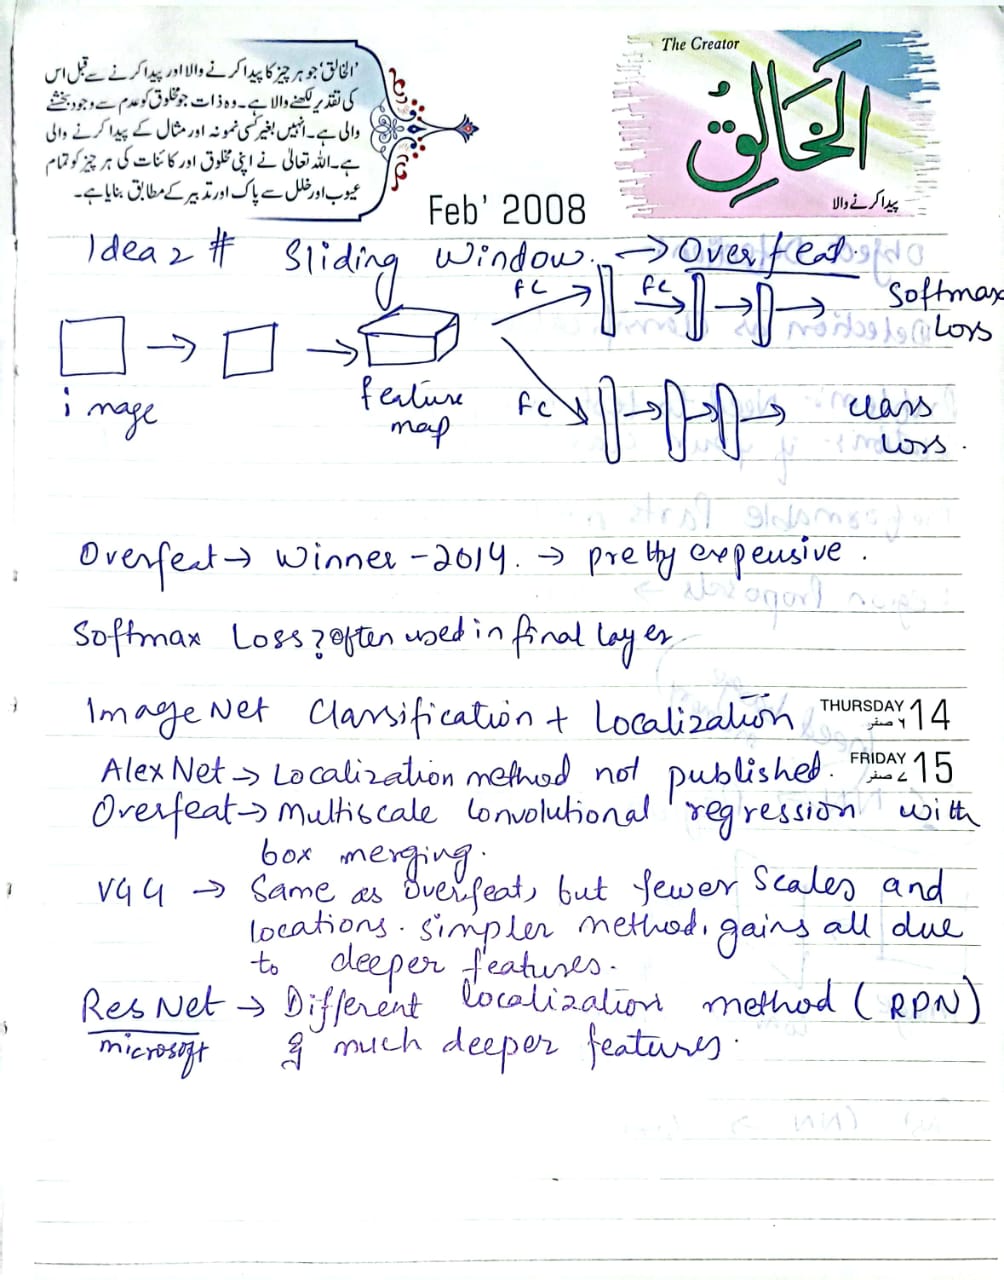 'الخالق' جو ہر چیز کا پیدا کرنے والا اور پیدا کرنے سے قبل اس
کی تقدیر لکھنے والا ہے۔ وہ ذات جو مخلوق کو عدم سے وجود بخشنے
والی ہے۔ انہیں بغیر کسی نمونہ اور مثال کے پیدا کرنے والی
ہے۔ اللہ تعالیٰ نے اپنی مخلوق اور کائنات کی ہر چیز کو تمام
عیوب اور خلل سے پاک اور تدبیر کے مطابق بنایا ہے۔
The Creator
الخالق
پیدا کرنے والا
Feb' 2008
Idea 2 # Sliding Window. → Overfeat.
fc fc Softmax
Loss
image
feature
map
fc class
loss.
Overfeat → Winner - 2014. → pretty expensive.
Softmax Loss? often used in final layer
ImageNet Classification + Localization
THURSDAY ۶ صفر 14
AlexNet → Localization method not published.
FRIDAY ۷ صفر 15
Overfeat → Multiscale Convolutional regression with
box merging.
VGG → Same as Overfeat, but fewer Scales and
locations. simpler method, gains all due
to deeper features.
ResNet → Different localization method (RPN)
microsoft & much deeper features.